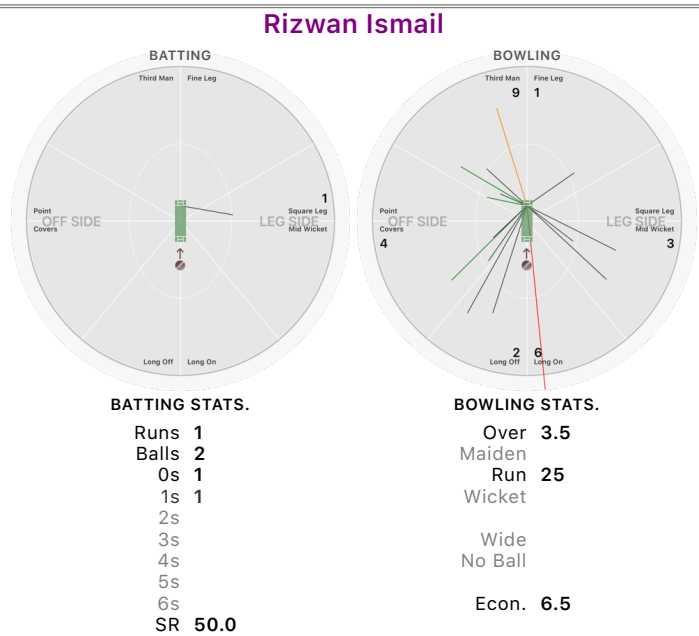 Rizwan Ismail
BATTING
Third Man Fine Leg
1
Point
OFF SIDE
Covers
Square Leg
LEG SIDE
Mid Wicket
Long Off Long On
BATTING STATS.
Runs 1
Balls 2
0s 1
1s 1
2s
3s
4s
5s
6s
SR 50.0
BOWLING
Third Man Fine Leg
9 1
Point
OFF SIDE
Covers
4
Square Leg
LEG SIDE
Mid Wicket
3
2 6
Long Off Long On
BOWLING STATS.
Over 3.5
Maiden
Run 25
Wicket
Wide
No Ball
Econ. 6.5